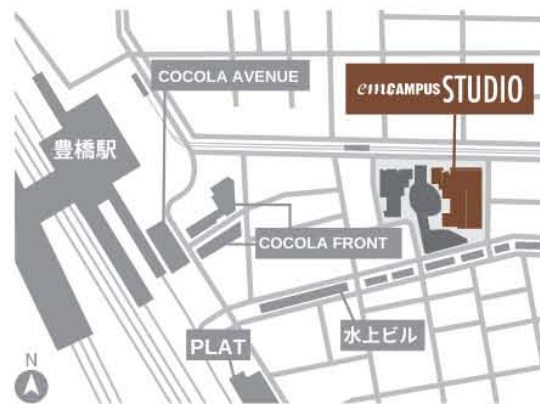 COCOLA AVENUE
emCAMPUS STUDIO
豊橋駅
COCOLA FRONT
PLAT
水上ビル
N